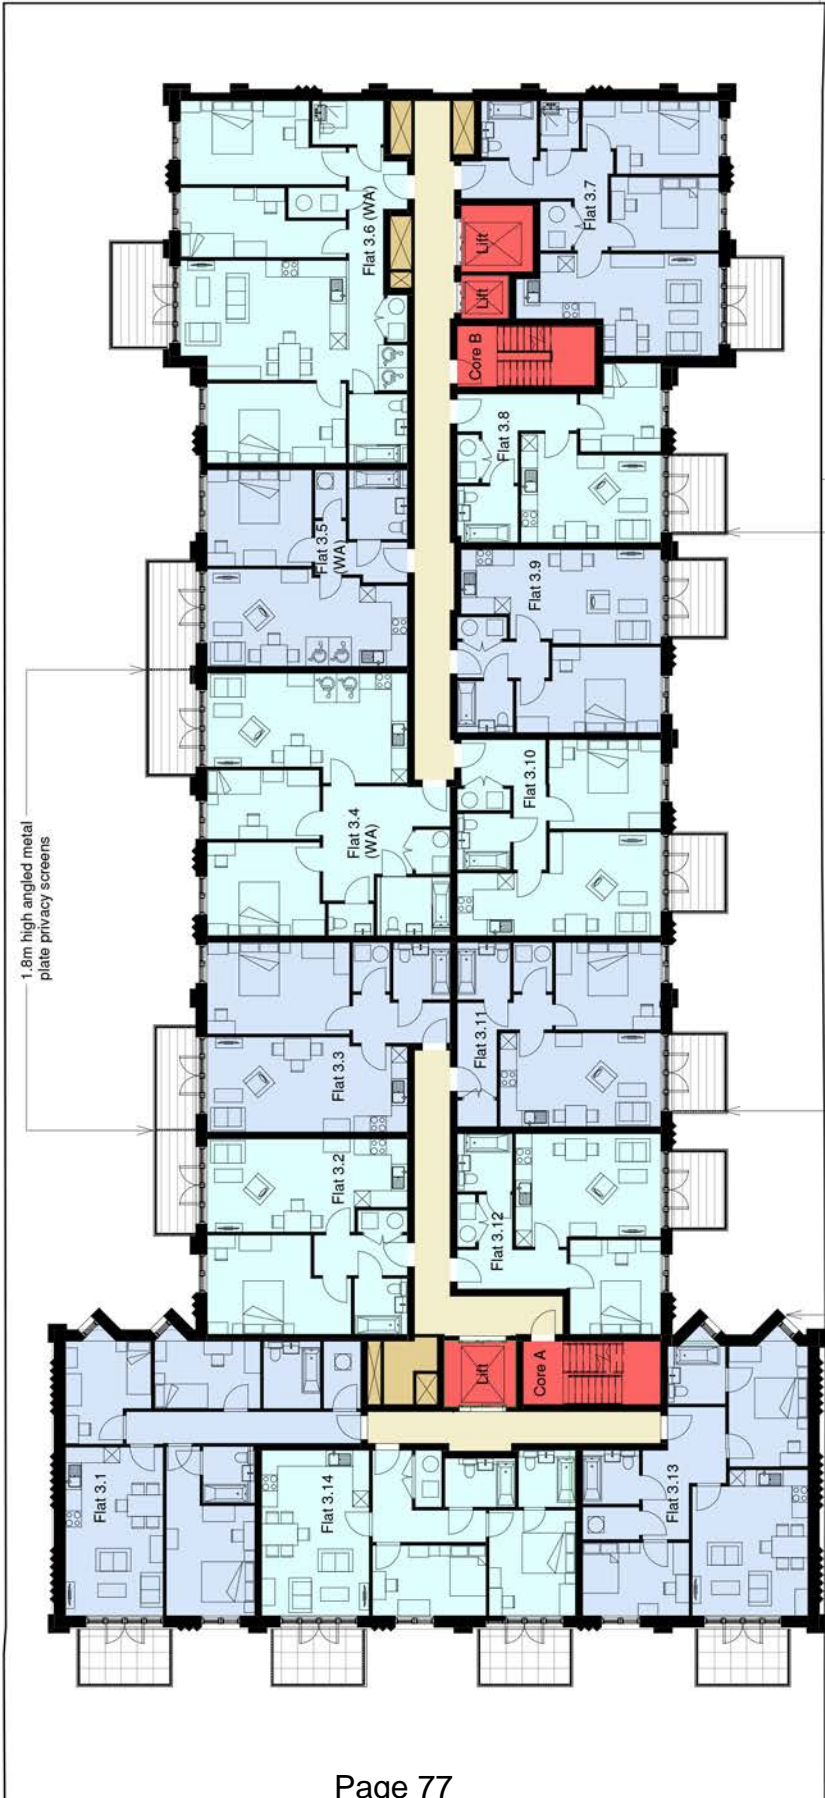 Flat 3.6 (WA)
Flat 3.7
Lift
Lift
Core B
Flat 3.8
Flat 3.5
(WA)
Flat 3.9
Flat 3.4
(WA)
Flat 3.10
1.8m high angled metal
plate privacy screens
Flat 3.3
Flat 3.11
Flat 3.2
Flat 3.12
Lift
Core A
Flat 3.1
Flat 3.14
Flat 3.13
Page 77